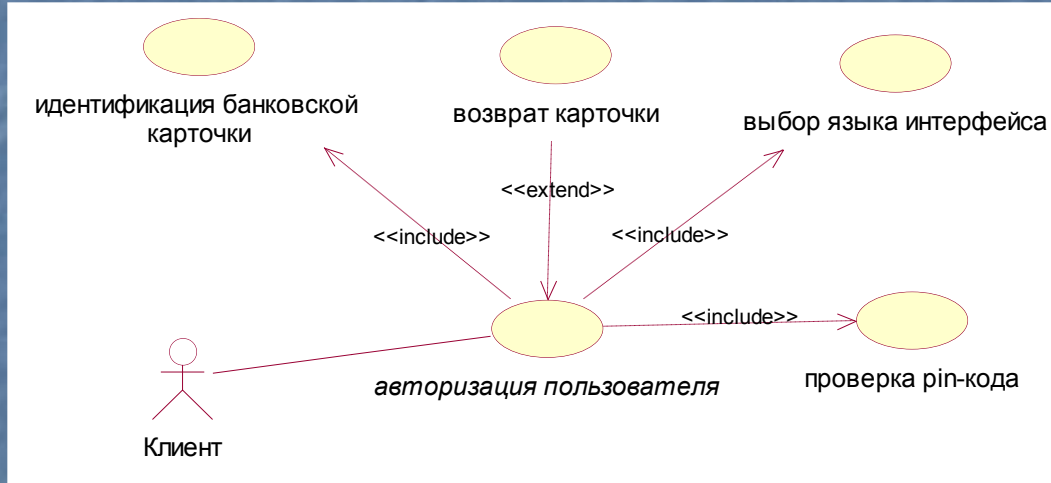 идентификация банковской
карточки
возврат карточки
выбор языка интерфейса
<<extend>>
<<include>>
<<include>>
<<include>>
авторизация пользователя
проверка pin-кода
Клиент